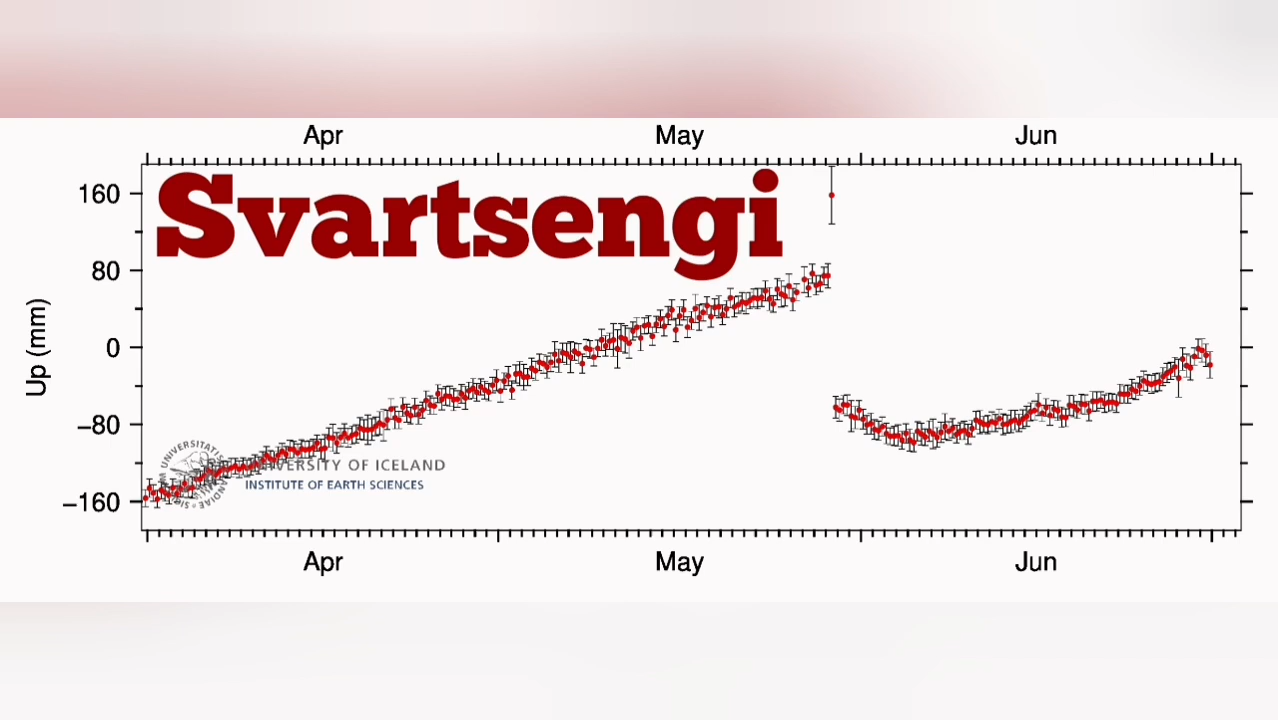 Apr May Jun
Svartsengi
160
80
0
−80
−160
Up (mm)
UNIVERSITY OF ICELAND
INSTITUTE OF EARTH SCIENCES
Apr May Jun